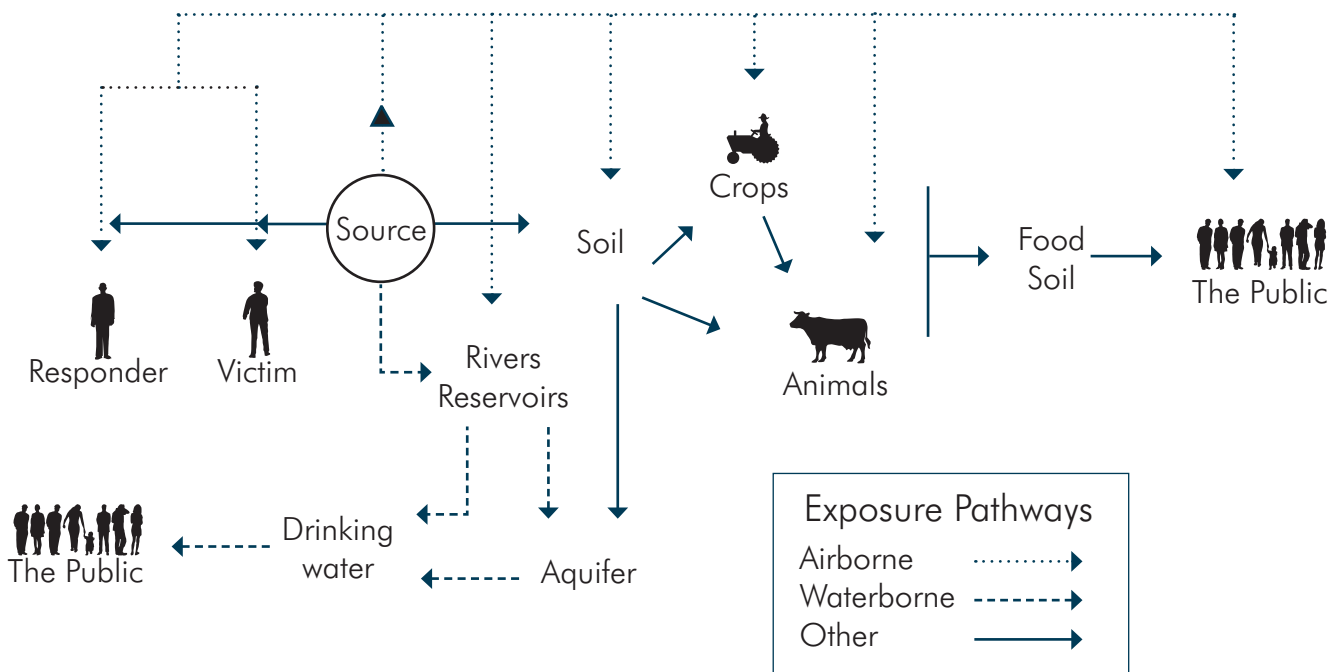 Crops
Source
Soil
Food
Soil
The Public
Responder
Victim
Rivers
Reservoirs
Animals
Drinking
water
The Public
Aquifer
Exposure Pathways
Airborne
Waterborne
Other